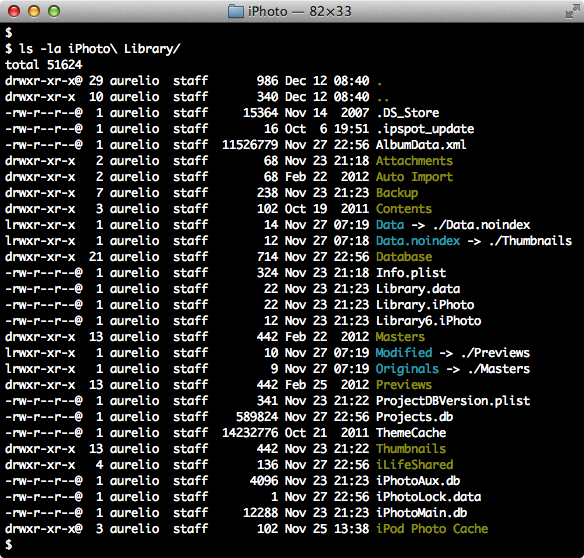 iPhoto — 82×33
$
$ ls -la iPhoto\ Library/
total 51624
drwxr-xr-x@ 29 aurelio  staff       986 Dec 12 08:40 .
drwxr-xr-x  10 aurelio  staff       340 Dec 12 08:40 ..
-rw-r--r--@  1 aurelio  staff     15364 Nov 14  2007 .DS_Store
-rw-r--r--@  1 aurelio  staff        16 Oct  6 19:51 .ipspot_update
-rw-r--r--@  1 aurelio  staff  11526779 Nov 27 22:56 AlbumData.xml
drwxr-xr-x   2 aurelio  staff        68 Nov 23 21:18 Attachments
drwxr-xr-x   2 aurelio  staff        68 Feb 22  2012 Auto Import
drwxr-xr-x   7 aurelio  staff       238 Nov 23 21:23 Backup
drwxr-xr-x   3 aurelio  staff       102 Oct 19  2011 Contents
lrwxr-xr-x   1 aurelio  staff        14 Nov 27 07:19 Data -> ./Data.noindex
lrwxr-xr-x   1 aurelio  staff        12 Nov 27 07:18 Data.noindex -> ./Thumbnails
drwxr-xr-x  21 aurelio  staff       714 Nov 27 22:56 Database
-rw-r--r--@  1 aurelio  staff       324 Nov 23 21:18 Info.plist
-rw-r--r--@  1 aurelio  staff        22 Nov 23 21:23 Library.data
-rw-r--r--@  1 aurelio  staff        22 Nov 23 21:23 Library.iPhoto
-rw-r--r--@  1 aurelio  staff        12 Nov 23 21:23 Library6.iPhoto
drwxr-xr-x  13 aurelio  staff       442 Feb 22  2012 Masters
lrwxr-xr-x   1 aurelio  staff        10 Nov 27 07:19 Modified -> ./Previews
lrwxr-xr-x   1 aurelio  staff         9 Nov 27 07:19 Originals -> ./Masters
drwxr-xr-x  13 aurelio  staff       442 Feb 25  2012 Previews
-rw-r--r--@  1 aurelio  staff       341 Nov 23 21:22 ProjectDBVersion.plist
-rw-r--r--@  1 aurelio  staff    589824 Nov 27 22:56 Projects.db
-rw-r--r--@  1 aurelio  staff  14232776 Oct 21  2011 ThemeCache
drwxr-xr-x  13 aurelio  staff       442 Nov 23 21:22 Thumbnails
drwxr-xr-x   4 aurelio  staff       136 Nov 27 22:56 iLifeShared
-rw-r--r--@  1 aurelio  staff      4096 Nov 23 21:23 iPhotoAux.db
-rw-r--r--@  1 aurelio  staff         1 Nov 27 22:56 iPhotoLock.data
-rw-r--r--@  1 aurelio  staff     12288 Nov 23 21:23 iPhotoMain.db
drwxr-xr-x@  3 aurelio  staff       102 Nov 25 13:38 iPod Photo Cache
$